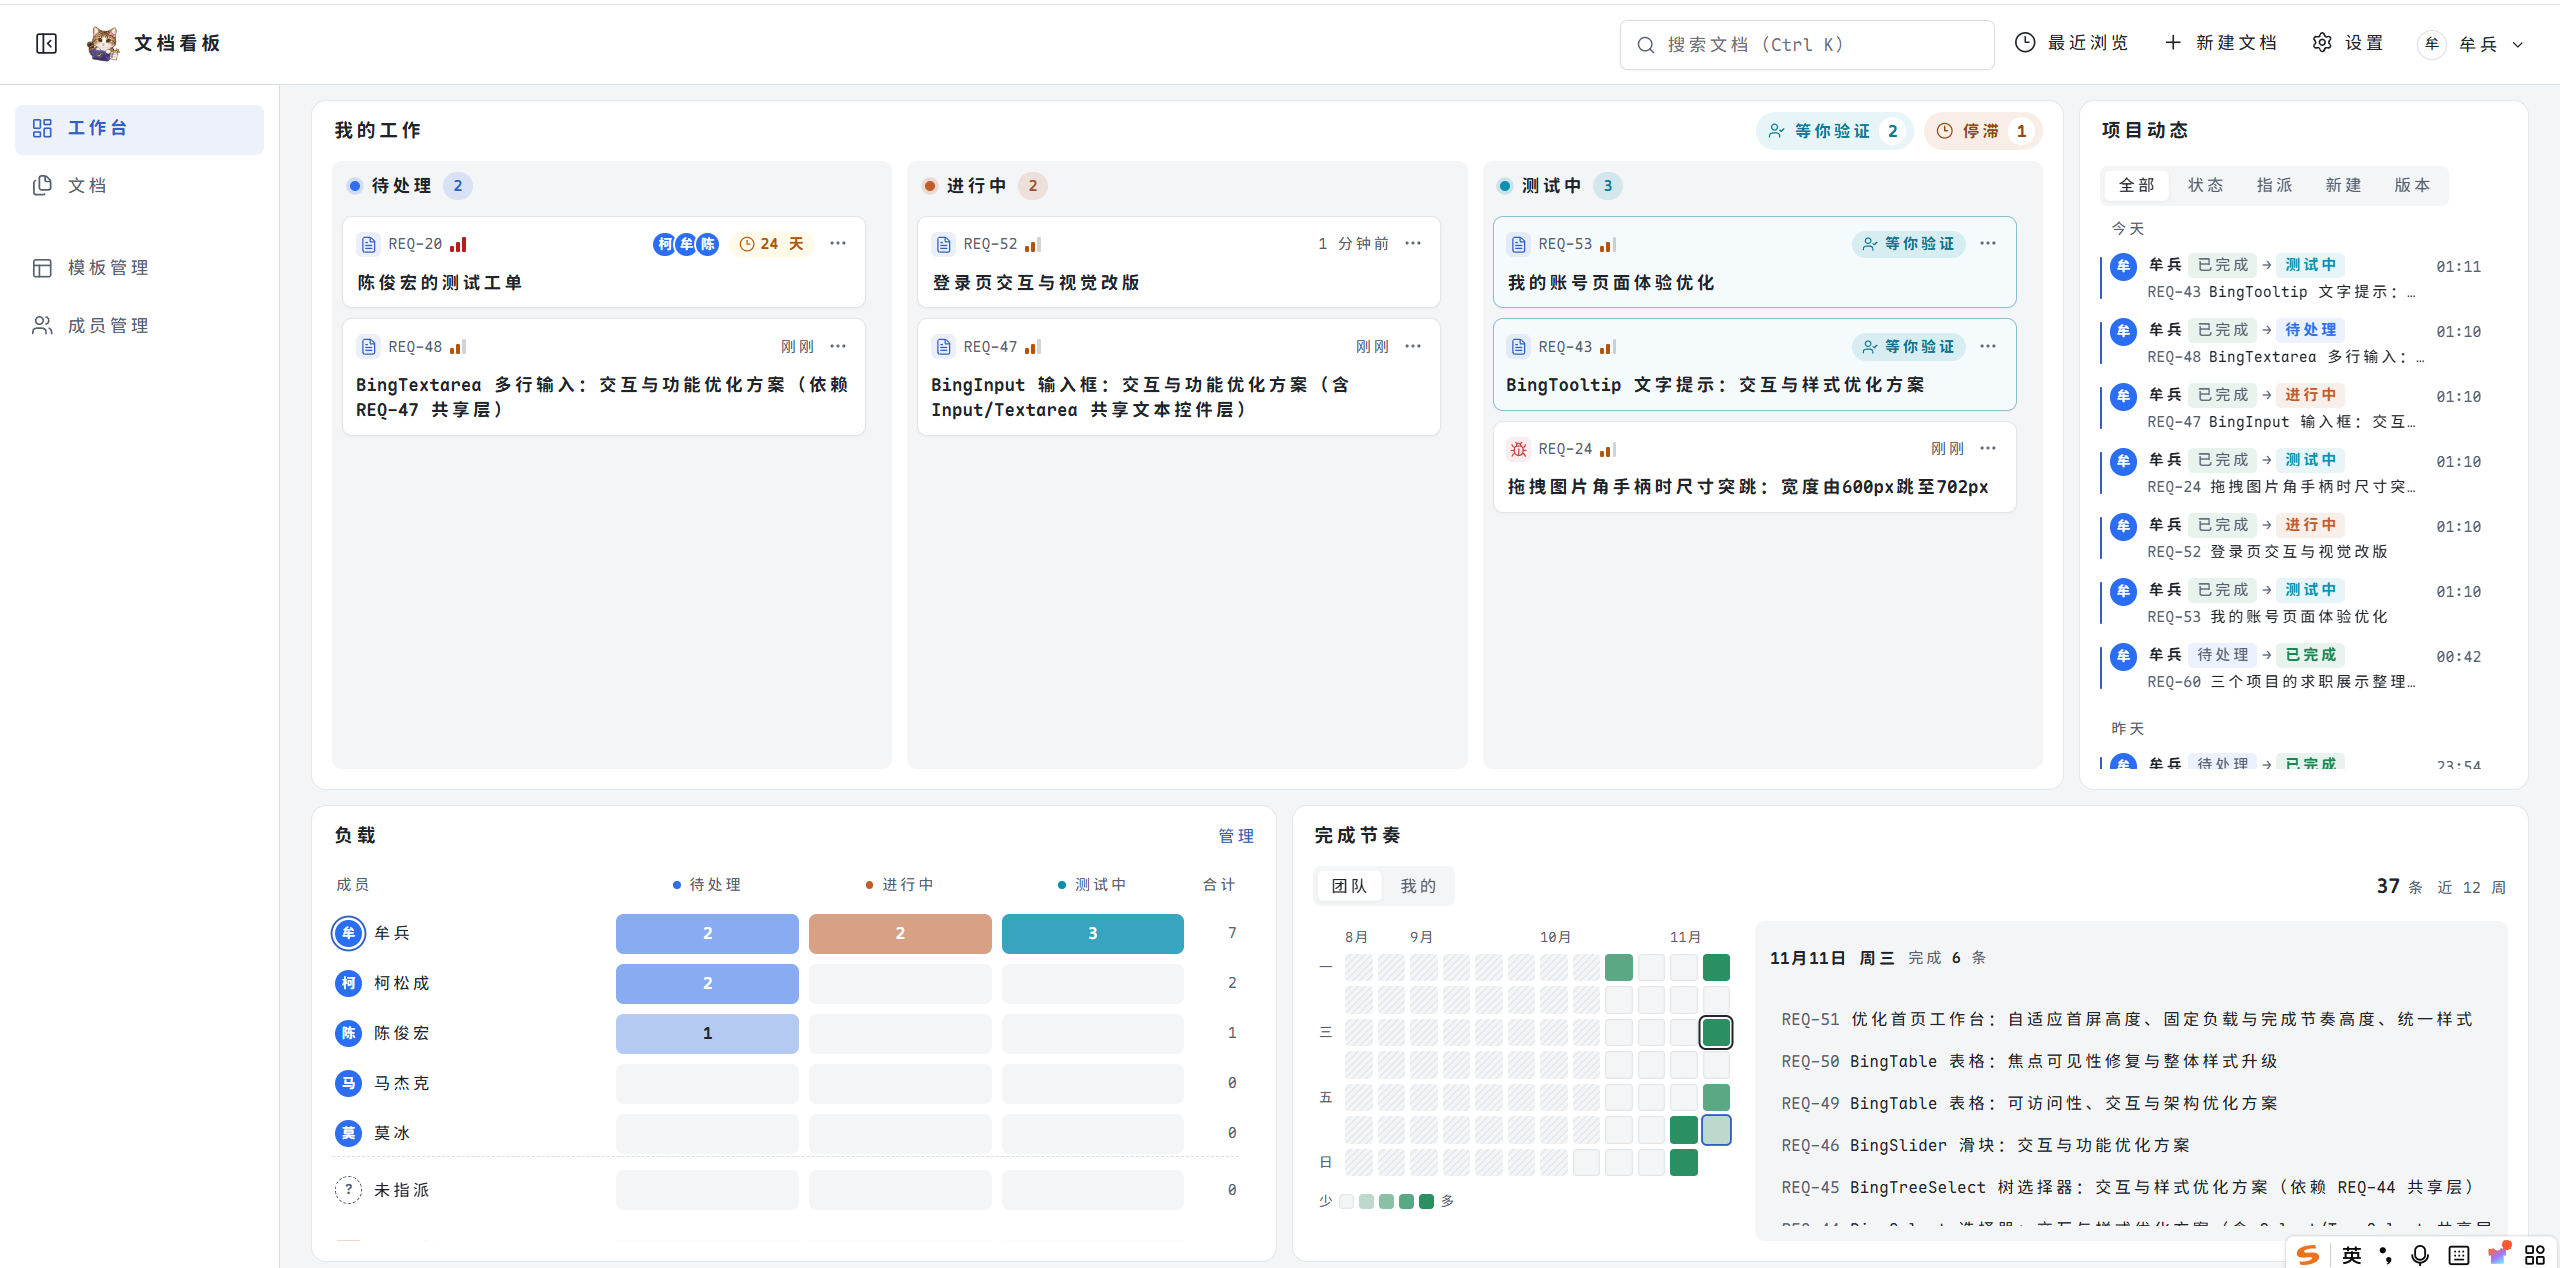 文档看板
搜索文档 (Ctrl K)
最近浏览
新建文档
设置
牟 牟兵
工作台
文档
模板管理
成员管理
我的工作
等你验证 2
停滞 1
待处理 2
REQ-20
柯 牟 陈
24 天
陈俊宏的测试工单
REQ-48
刚刚
BingTextarea 多行输入：交互与功能优化方案（依赖
REQ-47 共享层）
进行中 2
REQ-52
1 分钟前
登录页交互与视觉改版
REQ-47
刚刚
BingInput 输入框：交互与功能优化方案（含
Input/Textarea 共享文本控件层）
测试中 3
REQ-53
等你验证
我的账号页面体验优化
REQ-43
等你验证
BingTooltip 文字提示：交互与样式优化方案
REQ-24
刚刚
拖拽图片角手柄时尺寸突跳：宽度由600px跳至702px
项目动态
全部 状态 指派 新建 版本
今天
牟 牟兵 已完成 → 测试中 01:11
REQ-43 BingTooltip 文字提示：…
牟 牟兵 已完成 → 待处理 01:10
REQ-48 BingTextarea 多行输入：…
牟 牟兵 已完成 → 进行中 01:10
REQ-47 BingInput 输入框：交互…
牟 牟兵 已完成 → 测试中 01:10
REQ-24 拖拽图片角手柄时尺寸突…
牟 牟兵 已完成 → 进行中 01:10
REQ-52 登录页交互与视觉改版
牟 牟兵 已完成 → 测试中 01:10
REQ-53 我的账号页面体验优化
牟 牟兵 待处理 → 已完成 00:42
REQ-60 三个项目的求职展示整理…
昨天
牟 牟兵 待处理 → 已完成 23:54
负载
管理
成员 待处理 进行中 测试中 合计
牟 牟兵 2 2 3 7
柯 柯松成 2 2
陈 陈俊宏 1 1
马 马杰克 0
莫 莫冰 0
? 未指派 0
完成节奏
团队 我的
37 条 近 12 周
8月 9月 10月 11月
一
三
五
日
少 多
11月11日 周三 完成 6 条
REQ-51 优化首页工作台：自适应首屏高度、固定负载与完成节奏高度、统一样式
REQ-50 BingTable 表格：焦点可见性修复与整体样式升级
REQ-49 BingTable 表格：可访问性、交互与架构优化方案
REQ-46 BingSlider 滑块：交互与功能优化方案
REQ-45 BingTreeSelect 树选择器：交互与样式优化方案（依赖 REQ-44 共享层）
英